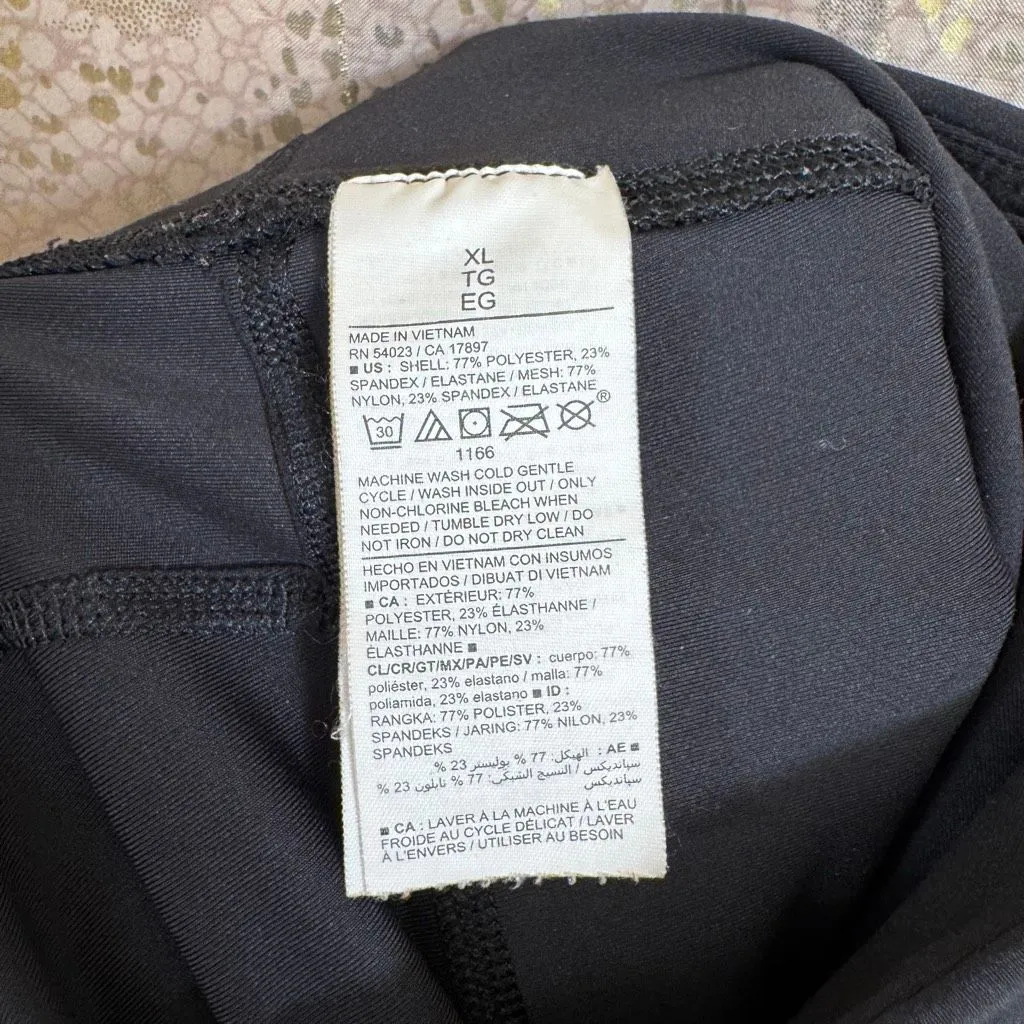 XL
TG
EG
MADE IN VIETNAM
RN 54023 / CA 17897
■ US : SHELL: 77% POLYESTER, 23%
SPANDEX / ELASTANE / MESH: 77%
NYLON, 23% SPANDEX / ELASTANE
30 ®
1166
MACHINE WASH COLD GENTLE
CYCLE / WASH INSIDE OUT / ONLY
NON-CHLORINE BLEACH WHEN
NEEDED / TUMBLE DRY LOW / DO
NOT IRON / DO NOT DRY CLEAN
HECHO EN VIETNAM CON INSUMOS
IMPORTADOS / DIBUAT DI VIETNAM
■ CA : EXTÉRIEUR: 77%
POLYESTER, 23% ÉLASTHANNE /
MAILLE: 77% NYLON, 23%
ÉLASTHANNE ■
CL/CR/GT/MX/PA/PE/SV : cuerpo: 77%
poliéster, 23% elastano / malla: 77%
poliamida, 23% elastano ■ ID :
RANGKA: 77% POLISTER, 23%
SPANDEKS / JARING: 77% NILON, 23%
SPANDEKS
■ AE : الهيكل: 77 % بوليستر 23 %
سباندیكس / النسيج الشبكي: 77 % نايلون 23 %
سباندیكس
■ CA : LAVER À LA MACHINE À L'EAU
FROIDE AU CYCLE DÉLICAT / LAVER
À L'ENVERS / UTILISER AU BESOIN